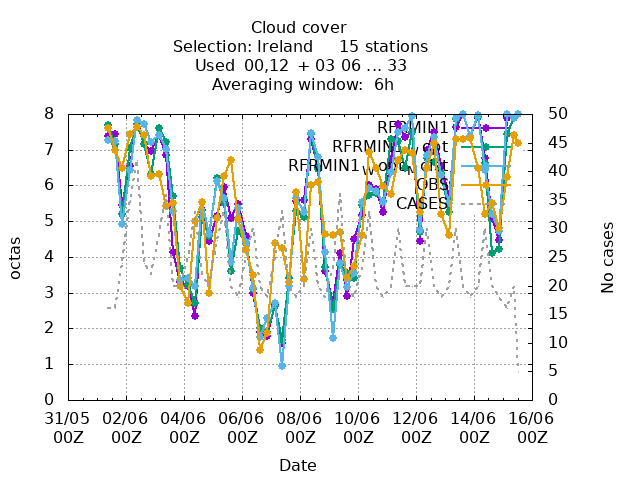 Cloud cover
Selection: Ireland 15 stations
Used 00,12 + 03 06 ... 33
Averaging window: 6h
8 50
7 45
6 40
5 35
4 30
3 25
2 20
1 15
0 10
5
0
octas
No cases
RFRMIN1
OBS
CASES
31/05 02/06 04/06 06/06 08/06 10/06 12/06 14/06 16/06
00Z 00Z 00Z 00Z 00Z 00Z 00Z 00Z 00Z
Date